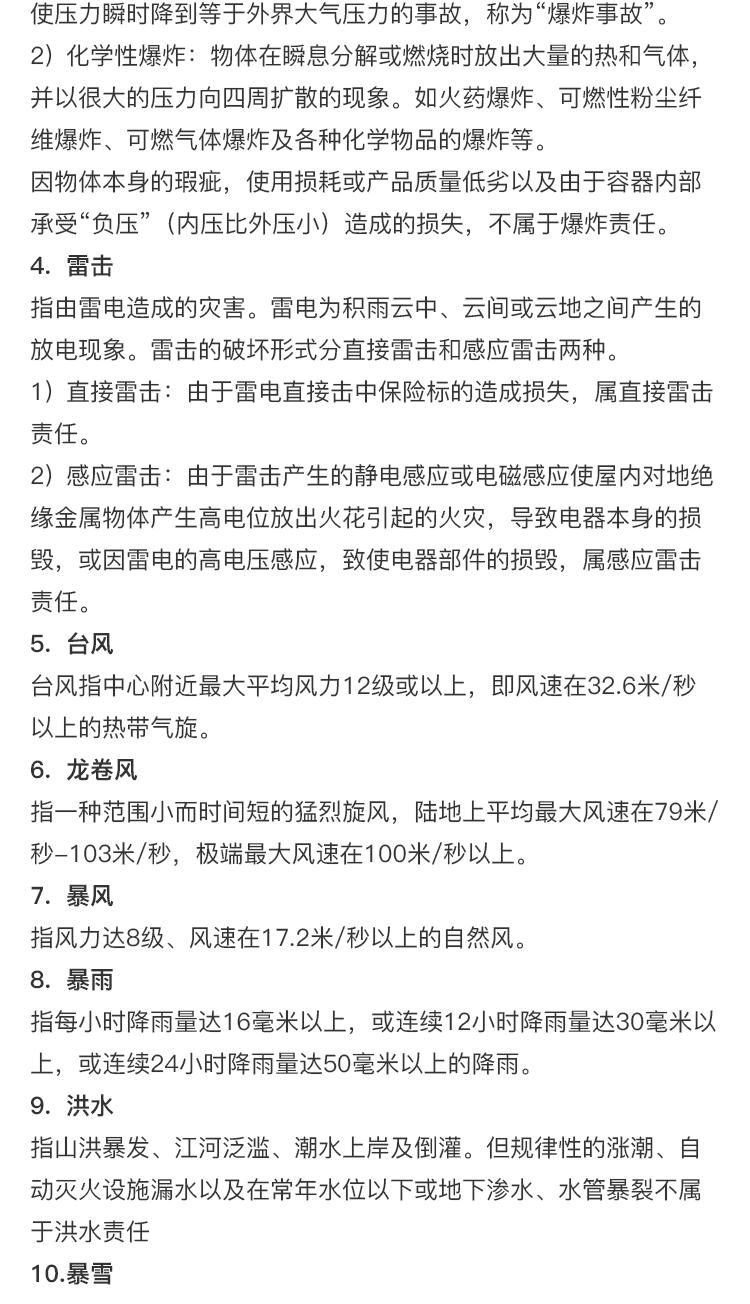 使压力瞬时降到等于外界大气压力的事故，称为“爆炸事故”。
2）化学性爆炸：物体在瞬息分解或燃烧时放出大量的热和气体，
并以很大的压力向四周扩散的现象。如火药爆炸、可燃性粉尘纤
维爆炸、可燃气体爆炸及各种化学物品的爆炸等。
因物体本身的瑕疵，使用损耗或产品质量低劣以及由于容器内部
承受“负压”（内压比外压小）造成的损失，不属于爆炸责任。
4. 雷击
指由雷电造成的灾害。雷电为积雨云中、云间或云地之间产生的
放电现象。雷击的破坏形式分直接雷击和感应雷击两种。
1）直接雷击：由于雷电直接击中保险标的造成损失，属直接雷击
责任。
2）感应雷击：由于雷击产生的静电感应或电磁感应使屋内对地绝
缘金属物体产生高电位放出火花引起的火灾，导致电器本身的损
毁，或因雷电的高电压感应，致使电器部件的损毁，属感应雷击
责任。
5. 台风
台风指中心附近最大平均风力12级或以上，即风速在32.6米/秒
以上的热带气旋。
6. 龙卷风
指一种范围小而时间短的猛烈旋风，陆地上平均最大风速在79米/
秒–103米/秒，极端最大风速在100米/秒以上。
7. 暴风
指风力达8级、风速在17.2米/秒以上的自然风。
8. 暴雨
指每小时降雨量达16毫米以上，或连续12小时降雨量达30毫米以
上，或连续24小时降雨量达50毫米以上的降雨。
9. 洪水
指山洪暴发、江河泛滥、潮水上岸及倒灌。但规律性的涨潮、自
动灭火设施漏水以及在常年水位以下或地下渗水、水管暴裂不属
于洪水责任
10.暴雪